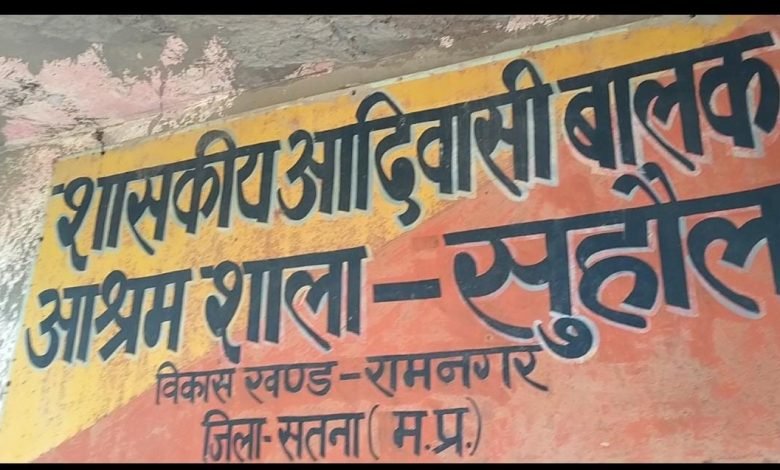 शासकीय आदिवासी बालक
आश्रम शाला - सुहौल
विकास खण्ड - रामनगर
जिला - सतना ( म.प्र.)